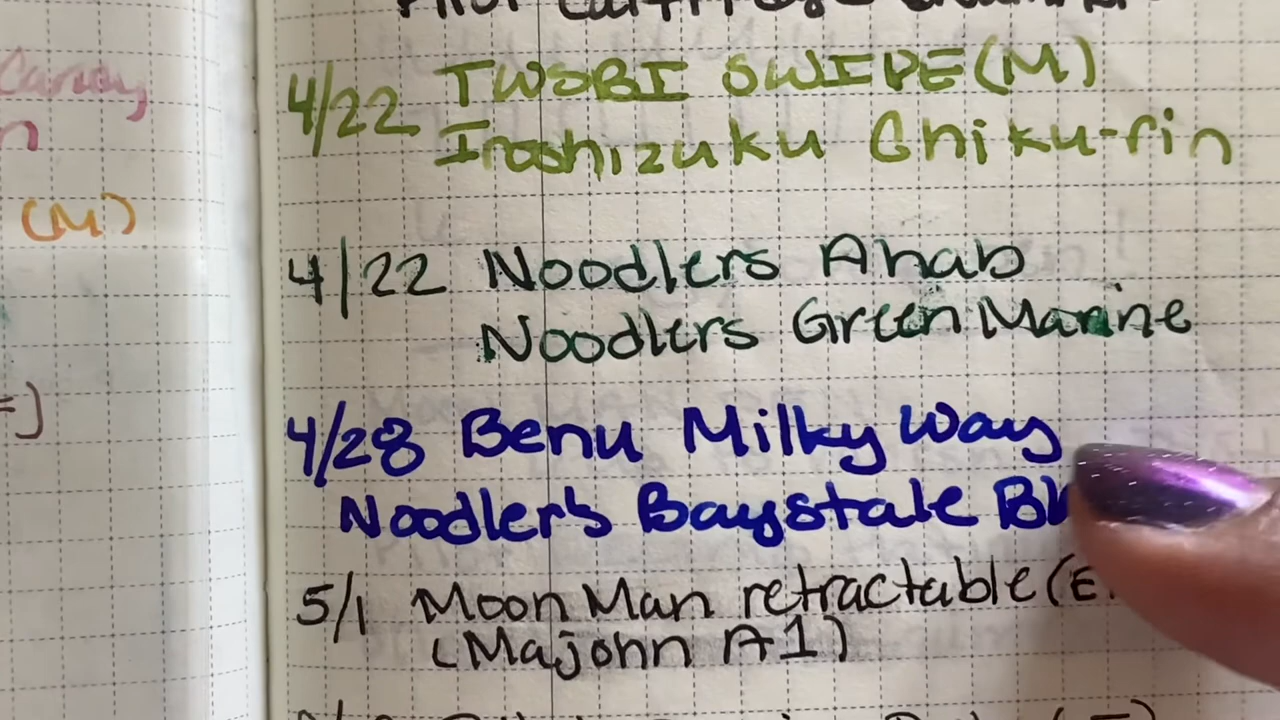 4/22 TWSBI SWIPE (M)
Iroshizuku Chiku-rin
(M)
4/22 Noodlers Ahab
Noodlers Green Marine
4/28 Benu Milky Way
Noodler's Baystate
5/1 Moon Man retractable
(Majohn A1)